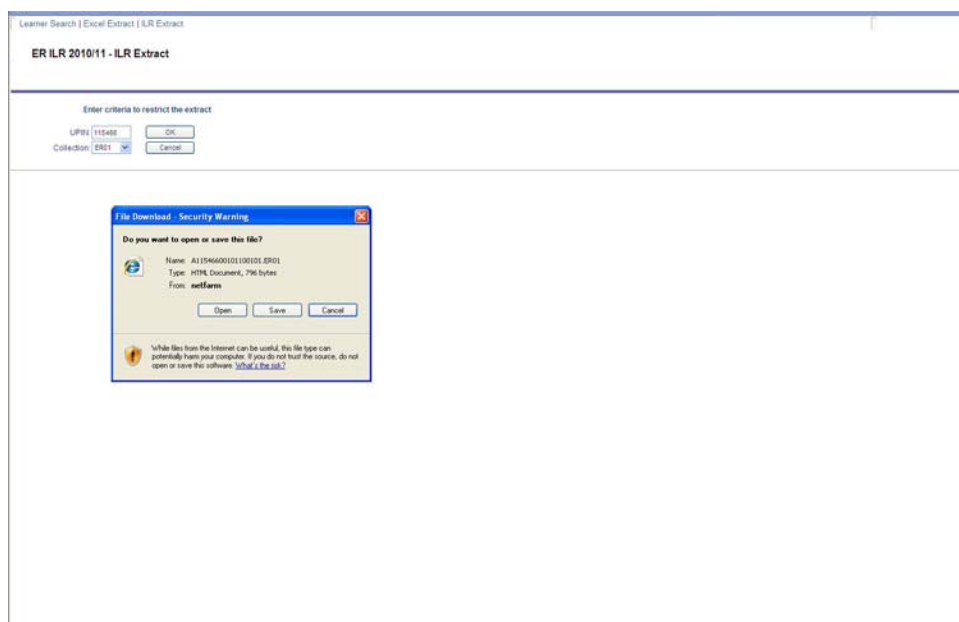 Learner Search | Excel Extract | ILR Extract
ER ILR 2010/11 - ILR Extract
Enter criteria to restrict the extract
UPIN: 115466 OK
Collection: ER01 Cancel
File Download - Security Warning
Do you want to open or save this file?
Name: A11546600101100101.ER01
Type: HTML Document, 796 bytes
From: netfarm
Open Save Cancel
While files from the Internet can be useful, this file type can
potentially harm your computer. If you do not trust the source, do not
open or save this software. What's the risk?